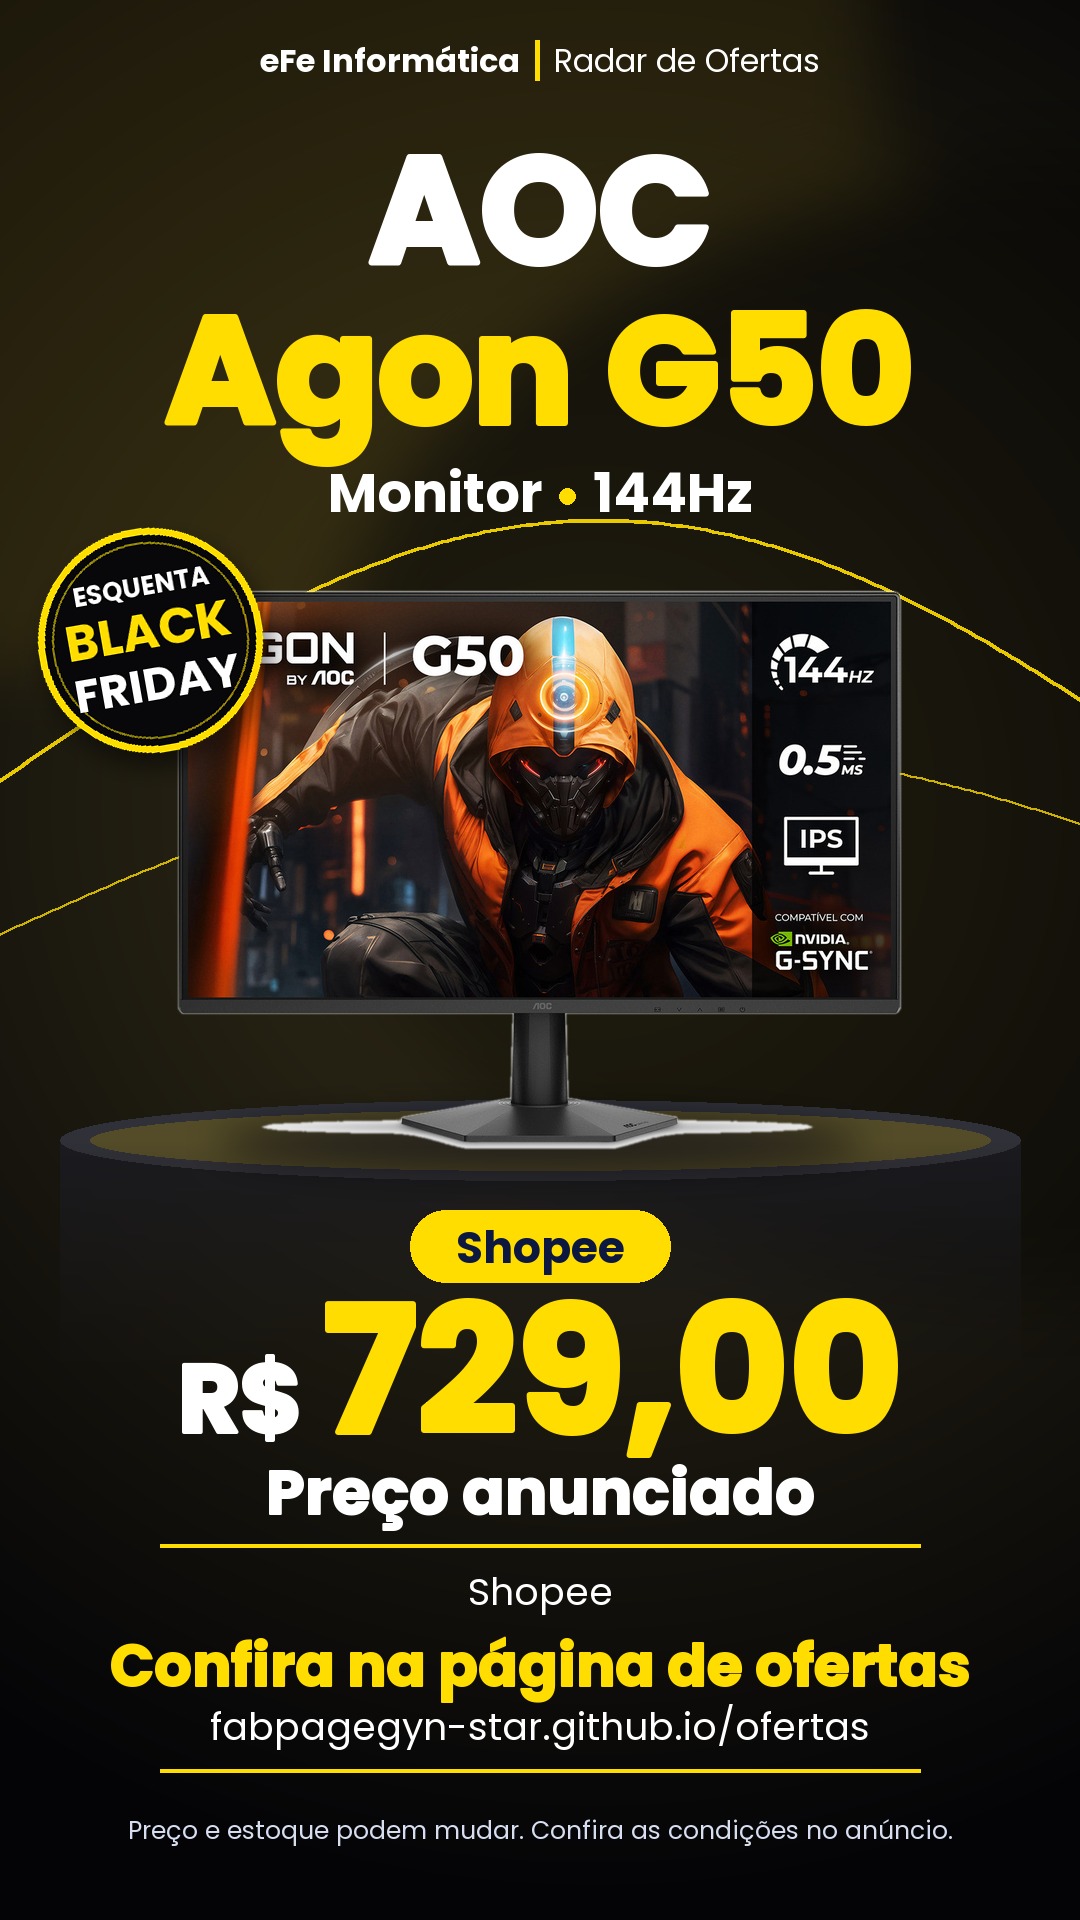 eFe Informática | Radar de Ofertas
AOC
Agon G50
Monitor • 144Hz
ESQUENTA
BLACK
FRIDAY
GON | G50
BY AOC
144HZ
0.5MS
IPS
COMPATÍVEL COM
NVIDIA.
G-SYNC
AOC
Shopee
R$ 729,00
Preço anunciado
Shopee
Confira na página de ofertas
fabpagegyn-star.github.io/ofertas
Preço e estoque podem mudar. Confira as condições no anúncio.